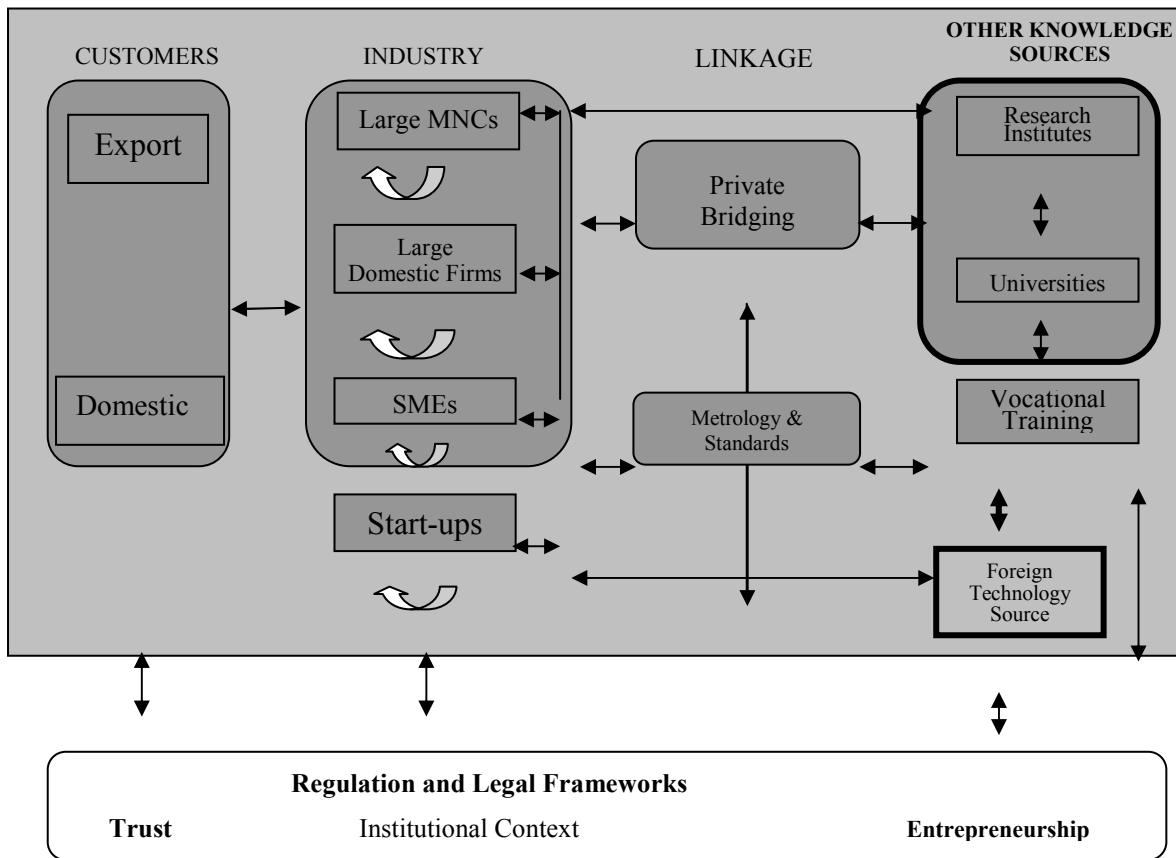 CUSTOMERS
Export
Domestic
INDUSTRY
Large MNCs
Large
Domestic Firms
SMEs
Start-ups
LINKAGE
Private
Bridging
Metrology &
Standards
OTHER KNOWLEDGE
SOURCES
Research
Institutes
Universities
Vocational
Training
Foreign
Technology
Source
Regulation and Legal Frameworks
Trust
Institutional Context
Entrepreneurship